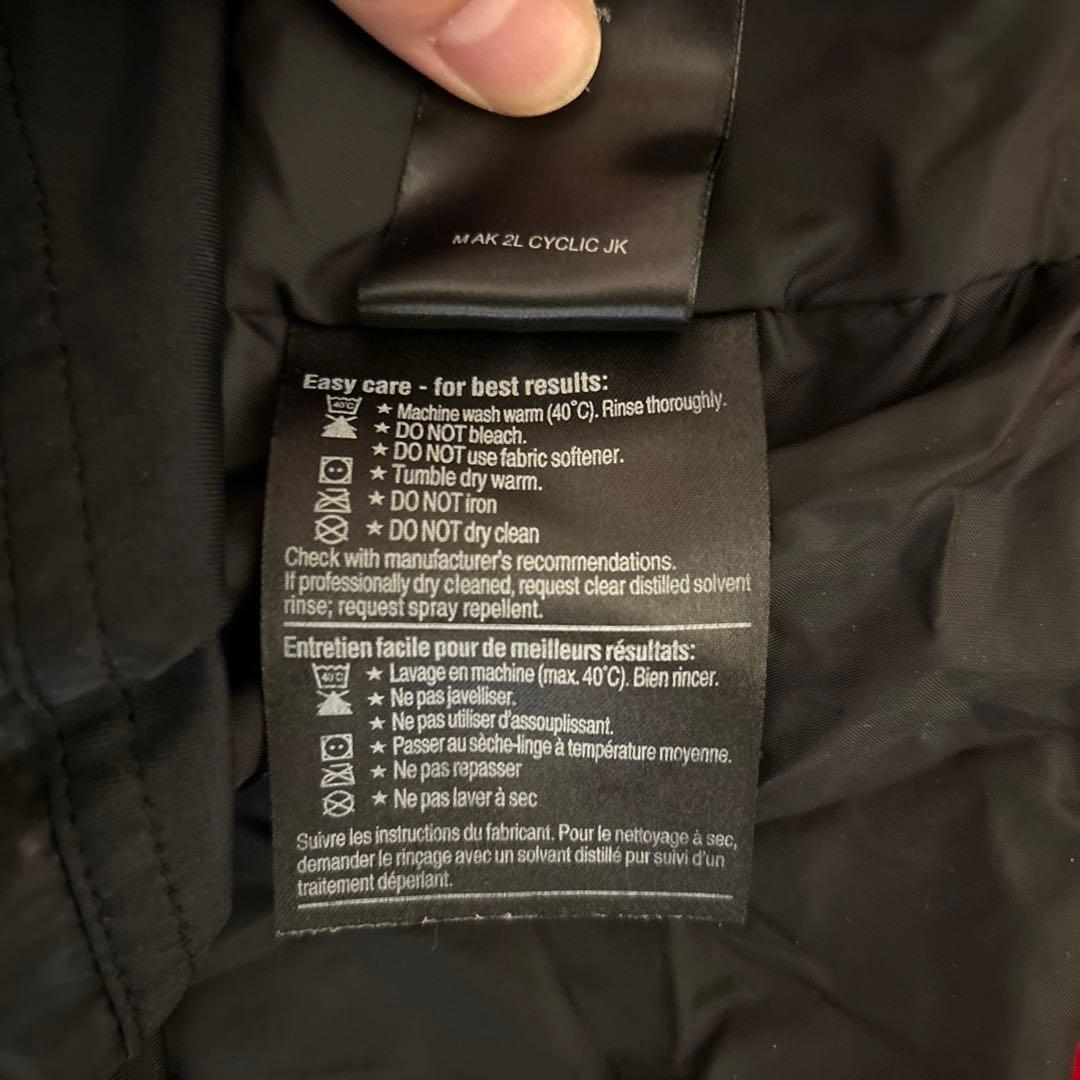 M AK 2L CYCLIC JK
Easy care - for best results:
40°C ★ Machine wash warm (40°C). Rinse thoroughly.
★ DO NOT bleach.
★ DO NOT use fabric softener.
★ Tumble dry warm.
★ DO NOT iron
★ DO NOT dry clean
Check with manufacturer's recommendations.
If professionally dry cleaned, request clear distilled solvent
rinse; request spray repellent.
Entretien facile pour de meilleurs résultats:
40°C ★ Lavage en machine (max. 40°C). Bien rincer.
★ Ne pas javelliser.
★ Ne pas utiliser d'assouplissant.
★ Passer au sèche-linge à température moyenne.
★ Ne pas repasser
★ Ne pas laver à sec
Suivre les instructions du fabricant. Pour le nettoyage à sec,
demander le rinçage avec un solvant distillé pur suivi d'un
traitement déperlant.